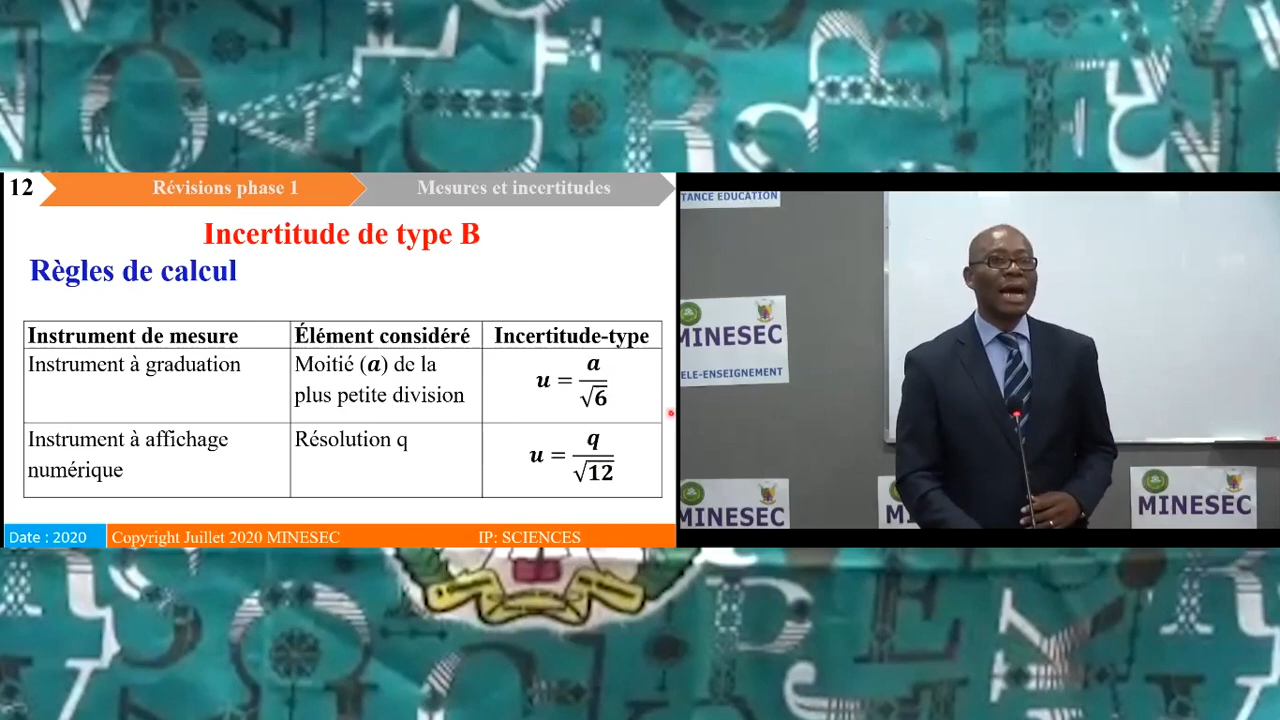 12
Révisions phase 1
Mesures et incertitudes
Incertitude de type B
Règles de calcul
Instrument de mesure Élément considéré Incertitude-type
Instrument à graduation Moitié (a) de la plus petite division u = a/√6
Instrument à affichage numérique Résolution q u = q/√12
Date : 2020 Copyright Juillet 2020 MINESEC IP: SCIENCES
TANCE EDUCATION
MINESEC
ELE-ENSEIGNEMENT
MINESEC
MINESEC